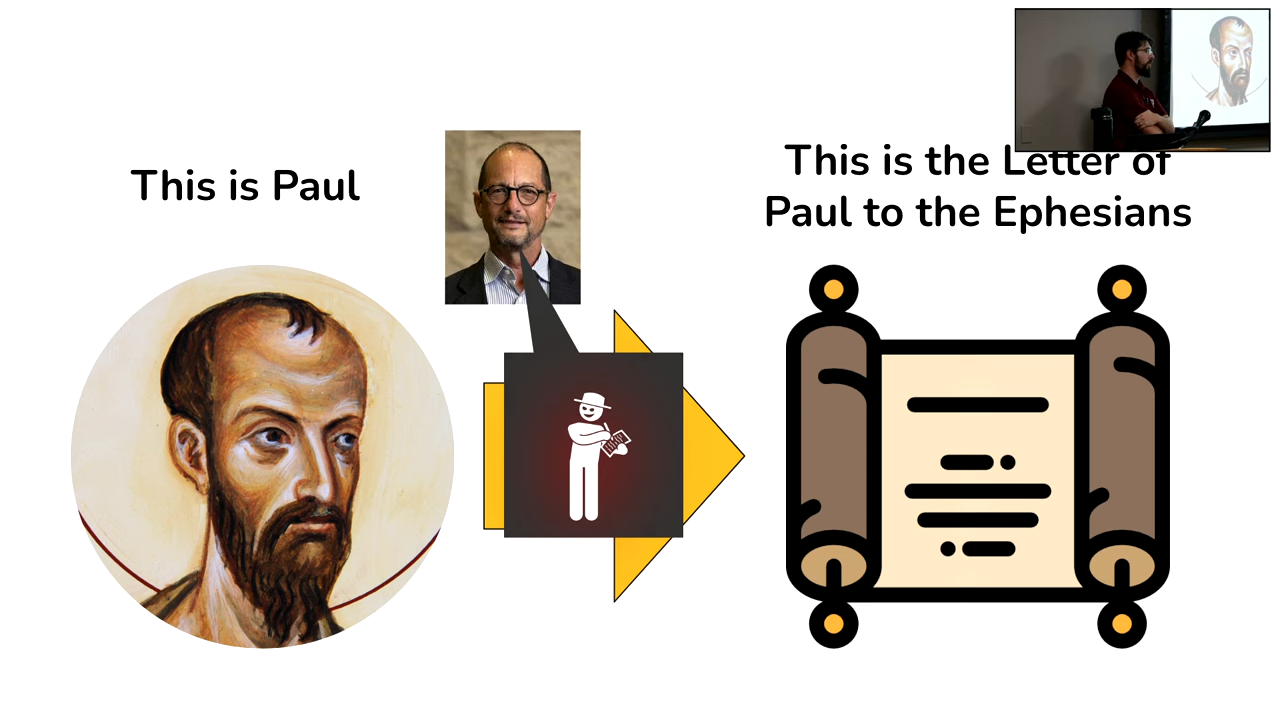 This is Paul
This is the Letter of
Paul to the Ephesians